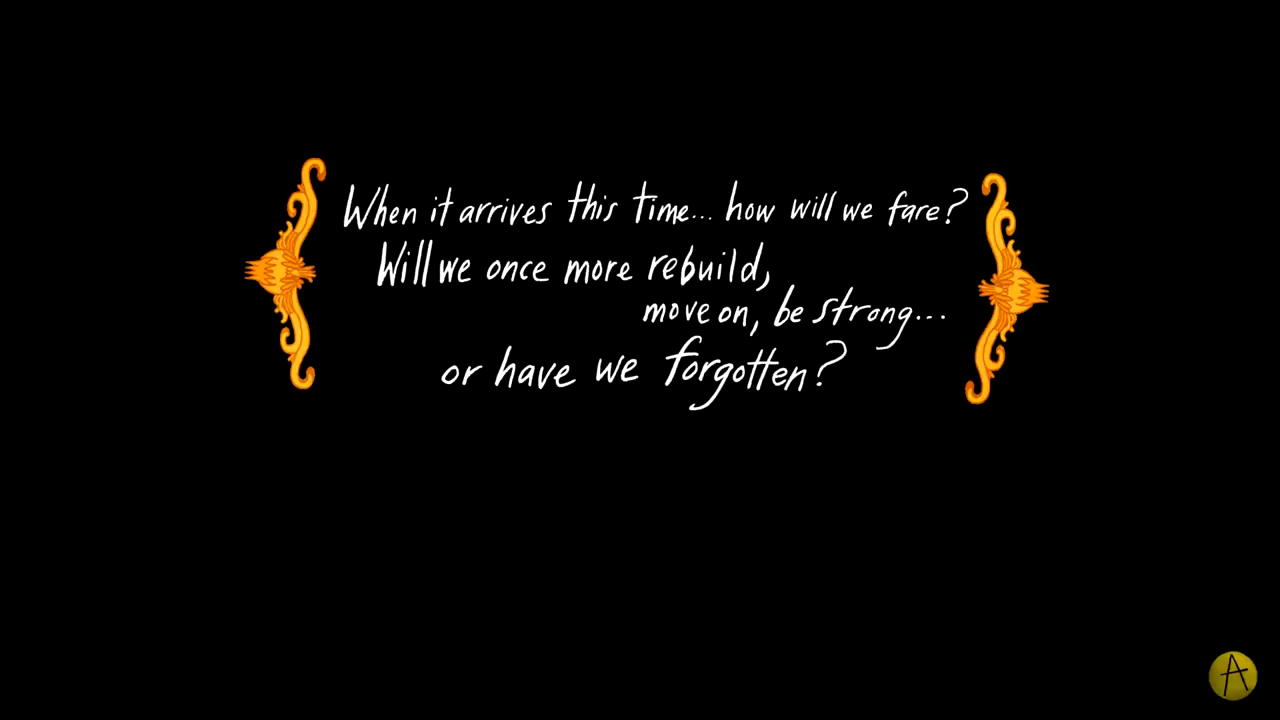 When it arrives this time... how will we fare?
Will we once more rebuild,
move on, be strong...
or have we forgotten?
A